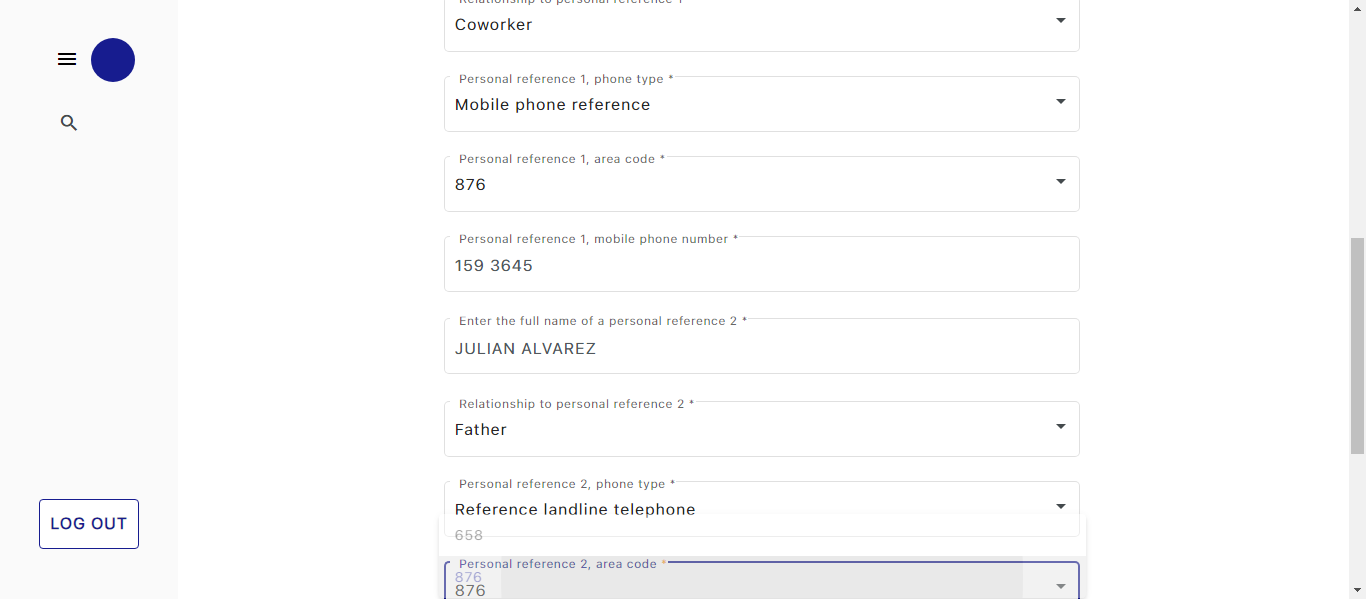 Relationship to personal reference 1
Coworker
Personal reference 1, phone type *
Mobile phone reference
Personal reference 1, area code *
876
Personal reference 1, mobile phone number *
159 3645
Enter the full name of a personal reference 2 *
JULIAN ALVAREZ
Relationship to personal reference 2 *
Father
Personal reference 2, phone type *
Reference landline telephone
658
Personal reference 2, area code *
876
876
LOG OUT